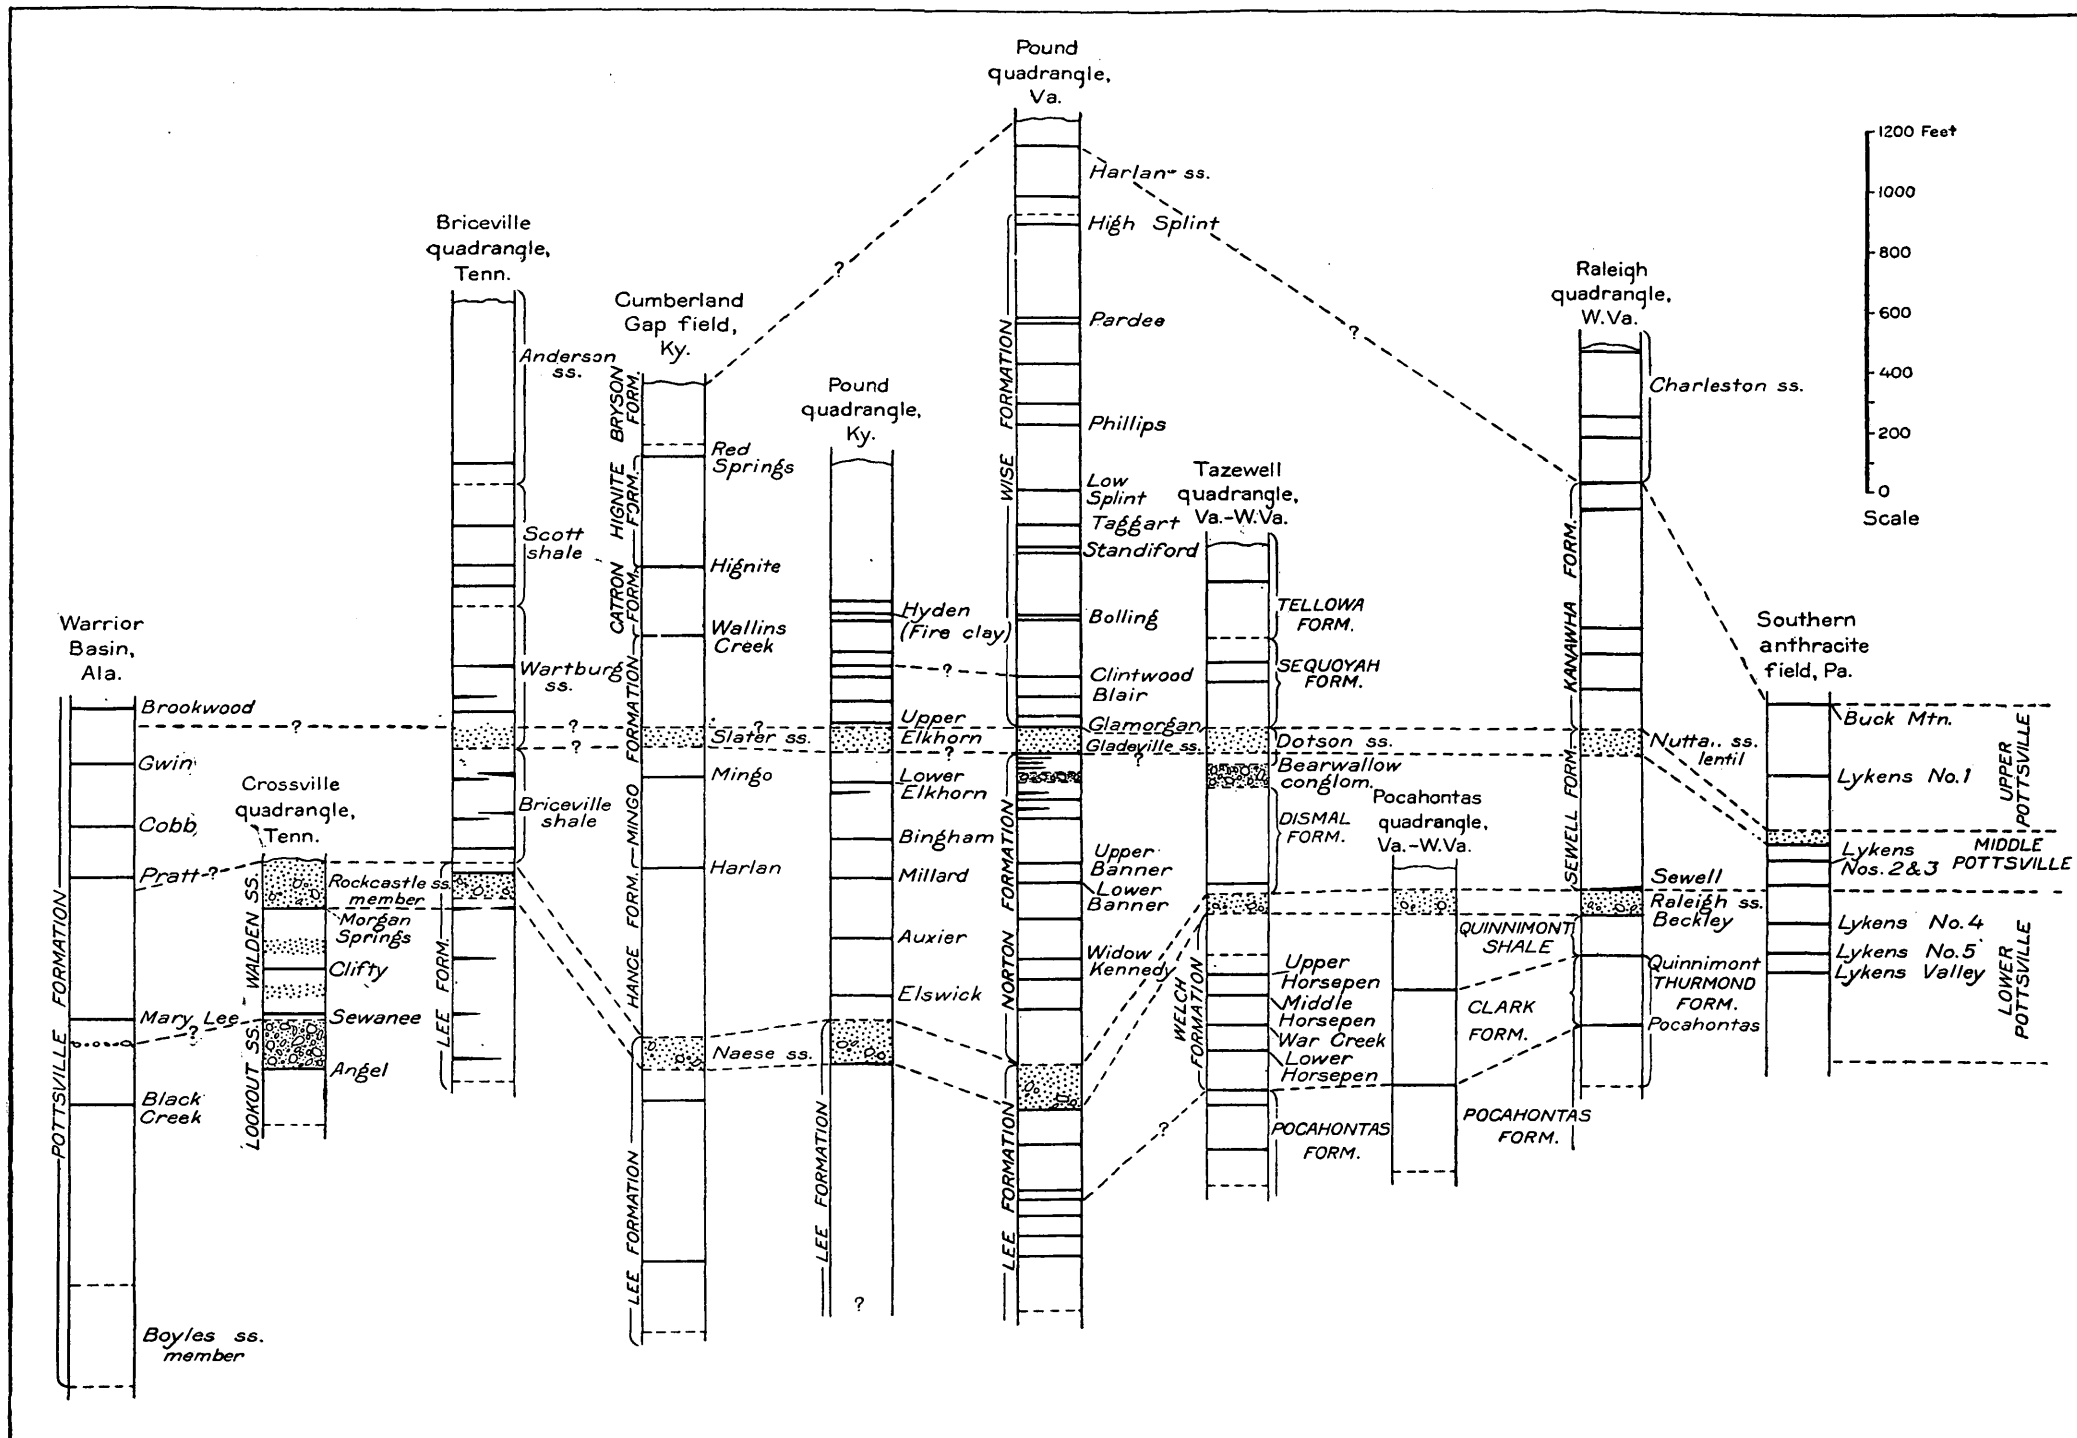 Warrior
Basin,
Ala.
POTTSVILLE FORMATION
Brookwood
?
Gwin
Cobb
Pratt
?
Mary Lee
?
Black
Creek
Boyles ss.
member
Crossville
quadrangle,
Tenn.
LOOKOUT SS.
WALDEN SS.
Rockcastle ss.
member
Morgan
Springs
Clifty
Sewanee
Angel
Briceville
quadrangle,
Tenn.
LEE FORM.
Anderson
ss.
Scott
shale
Wartburg
ss.
Briceville
shale
?
?
Cumberland
Gap field,
Ky.
LEE FORMATION
HANCE FORM.
MINGO FORMATION
CATRON
FORM.
HIGNITE
FORM.
BRYSON
FORM.
Red
Springs
Hignite
Wallins
Creek
?
Slater ss.
Mingo
Harlan
Naese ss.
?
Pound
quadrangle,
Ky.
LEE FORMATION
Hyden
(Fire clay)
?
Upper
Elkhorn
?
Lower
Elkhorn
Bingham
Millard
Auxier
Elswick
?
Pound
quadrangle,
Va.
LEE FORMATION
NORTON FORMATION
WISE FORMATION
Harlan ss.
High Splint
Pardee
Phillips
Low
Splint
Taggart
Standiford
Bolling
Clintwood
Blair
Glamorgan
Gladeville ss.
?
Upper
Banner
Lower
Banner
Widow
Kennedy
?
Tazewell
quadrangle,
Va.-W.Va.
WELCH
FORMATION
TELLOWA
FORM.
SEQUOYAH
FORM.
Dotson ss.
Bearwallow
conglom.
DISMAL
FORM.
Upper
Horsepen
Middle
Horsepen
War Creek
Lower
Horsepen
POCAHONTAS
FORM.
Pocahontas
quadrangle,
Va.-W.Va.
QUINNIMONT
SHALE
CLARK
FORM.
POCAHONTAS
FORM.
?
Raleigh
quadrangle,
W.Va.
SEWELL FORM.
KANAWHA FORM.
Charleston ss.
ss.
lentil
Sewell
Raleigh ss.
Beckley
Quinnimont
THURMOND
FORM.
Pocahontas
Southern
anthracite
field, Pa.
Buck Mtn.
Lykens No.1
Lykens
Nos. 2 & 3
Lykens No.4
Lykens No.5
Lykens Valley
UPPER
POTTSVILLE
MIDDLE
POTTSVILLE
LOWER
POTTSVILLE
1200 Feet
1000
800
600
400
200
0
Scale